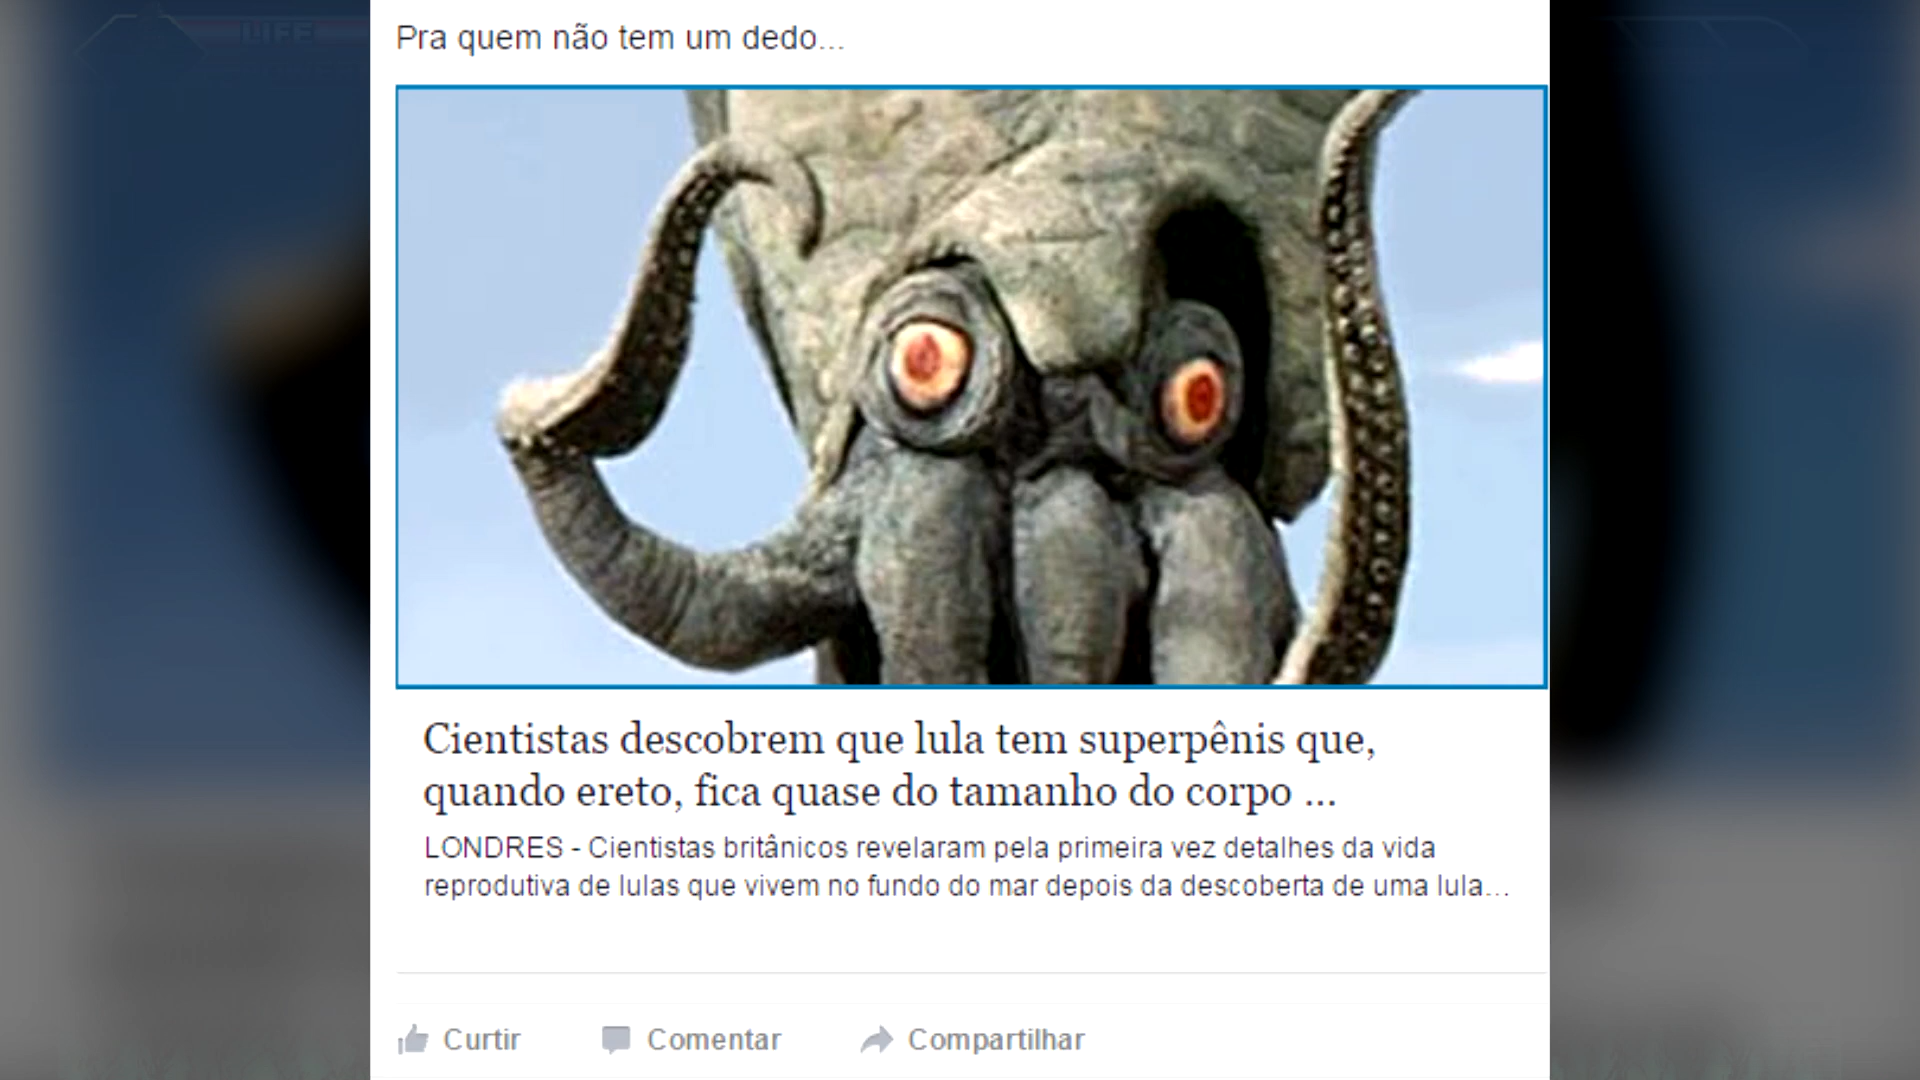 LIFE
Pra quem não tem um dedo...
Cientistas descobrem que lula tem superpênis que,
quando ereto, fica quase do tamanho do corpo ...
LONDRES - Cientistas britânicos revelaram pela primeira vez detalhes da vida
reprodutiva de lulas que vivem no fundo do mar depois da descoberta de uma lula...
Curtir
Comentar
Compartilhar